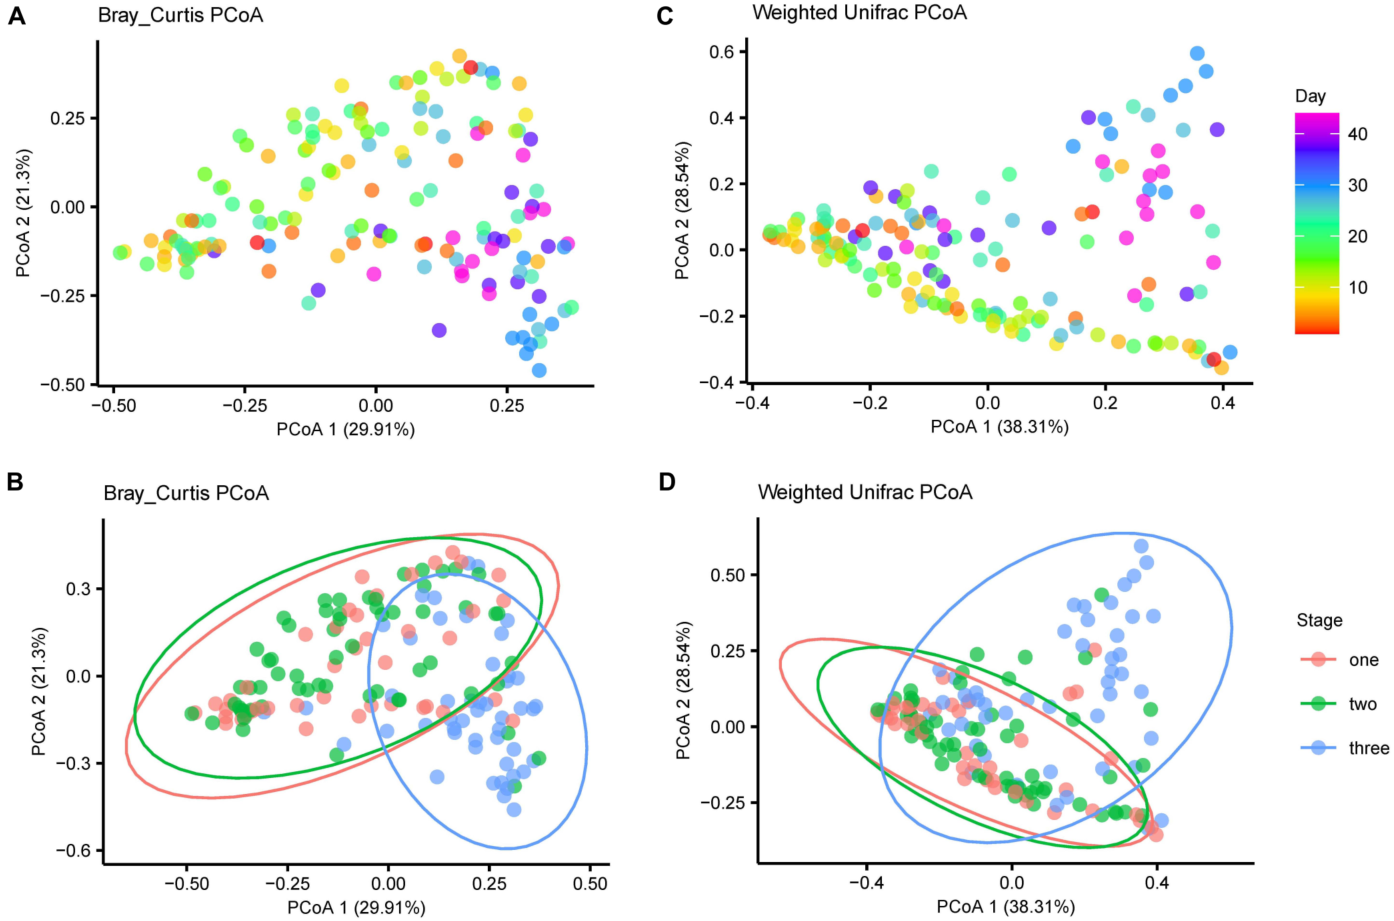 A
Bray_Curtis PCoA
0.25
0.00
−0.25
−0.50
PCoA 2 (21.3%)
−0.50
−0.25
0.00
0.25
PCoA 1 (29.91%)
C
Weighted Unifrac PCoA
0.6
0.4
0.2
0.0
−0.2
−0.4
PCoA 2 (28.54%)
−0.4
−0.2
0.0
0.2
0.4
PCoA 1 (38.31%)
Day
40
30
20
10
B
Bray_Curtis PCoA
0.3
0.0
−0.3
−0.6
PCoA 2 (21.3%)
−0.50
−0.25
0.00
0.25
0.50
PCoA 1 (29.91%)
D
Weighted Unifrac PCoA
0.50
0.25
0.00
−0.25
PCoA 2 (28.54%)
−0.4
0.0
0.4
PCoA 1 (38.31%)
Stage
one
two
three